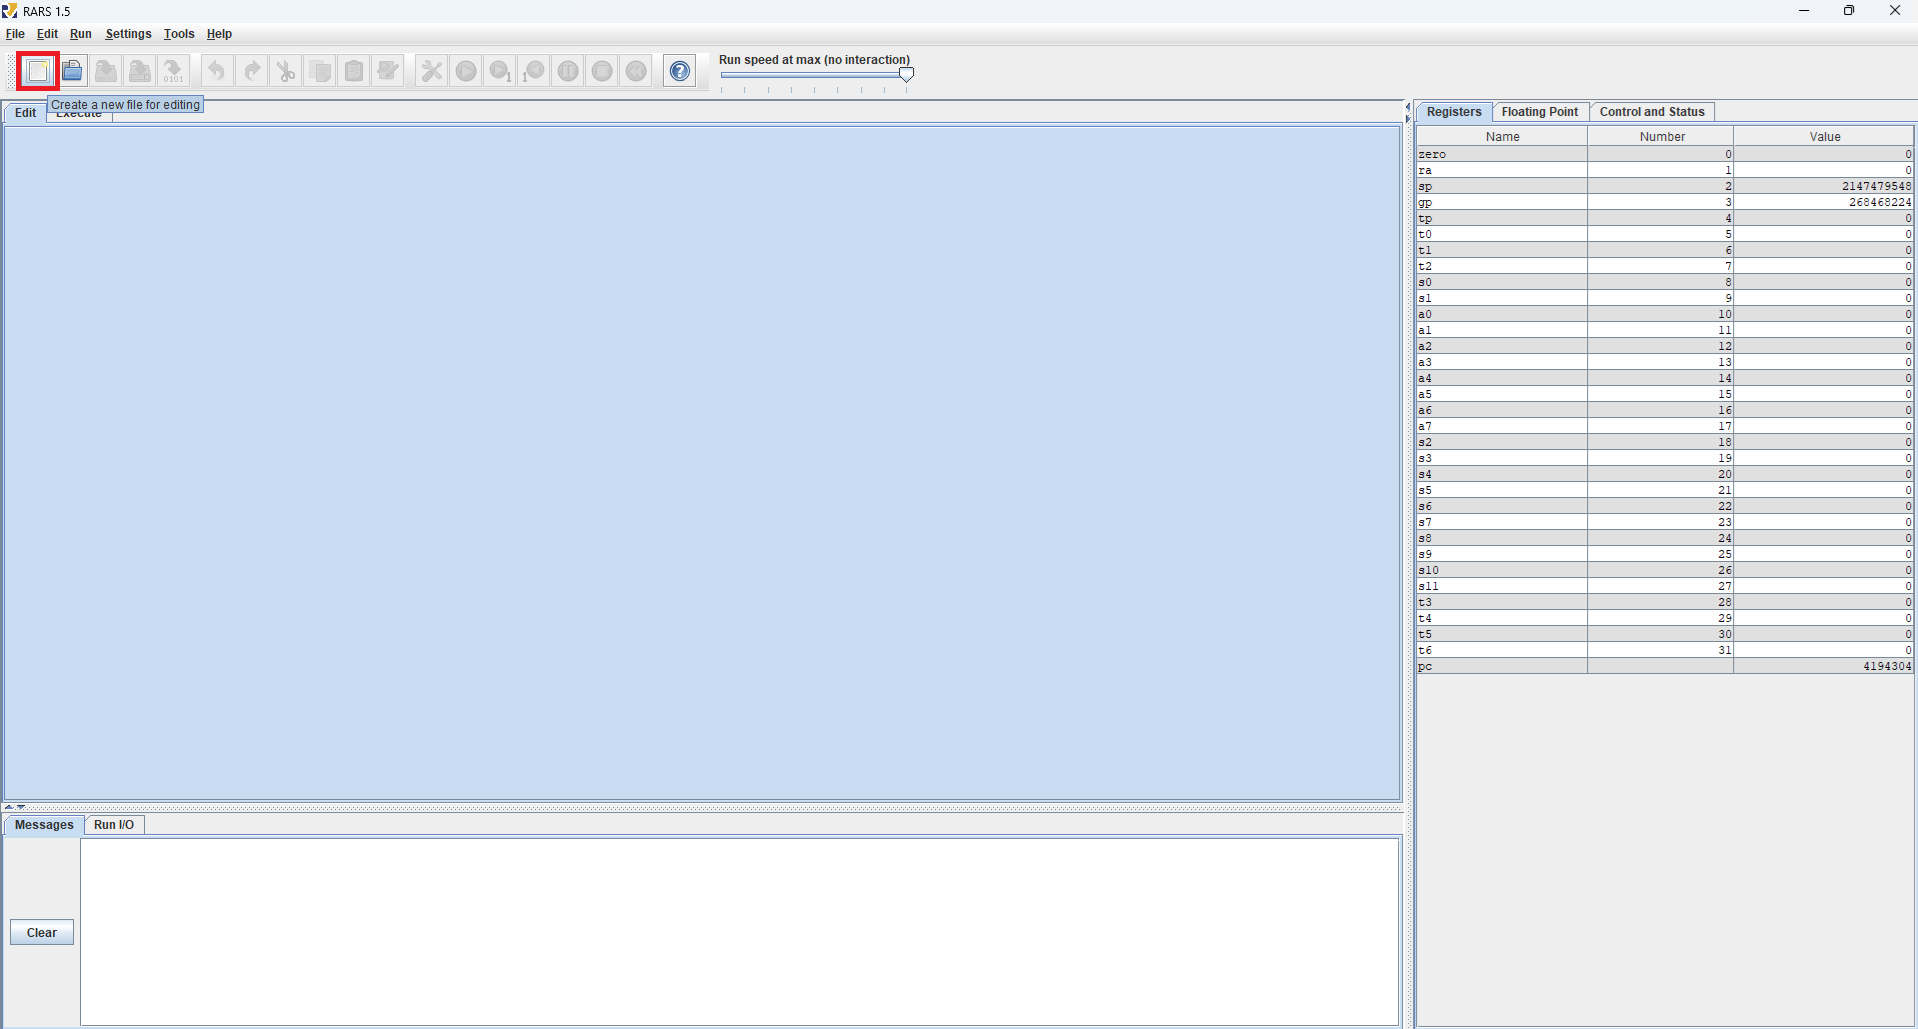 RARS 1.5
File Edit Run Settings Tools Help
Run speed at max (no interaction)
0101
1
1
?
Create a new file for editing
Edit Execute
Registers Floating Point Control and Status
Name Number Value
zero 0 0
ra 1 0
sp 2 2147479548
gp 3 268468224
tp 4 0
t0 5 0
t1 6 0
t2 7 0
s0 8 0
s1 9 0
a0 10 0
a1 11 0
a2 12 0
a3 13 0
a4 14 0
a5 15 0
a6 16 0
a7 17 0
s2 18 0
s3 19 0
s4 20 0
s5 21 0
s6 22 0
s7 23 0
s8 24 0
s9 25 0
s10 26 0
s11 27 0
t3 28 0
t4 29 0
t5 30 0
t6 31 0
pc 4194304
Messages Run I/O
Clear